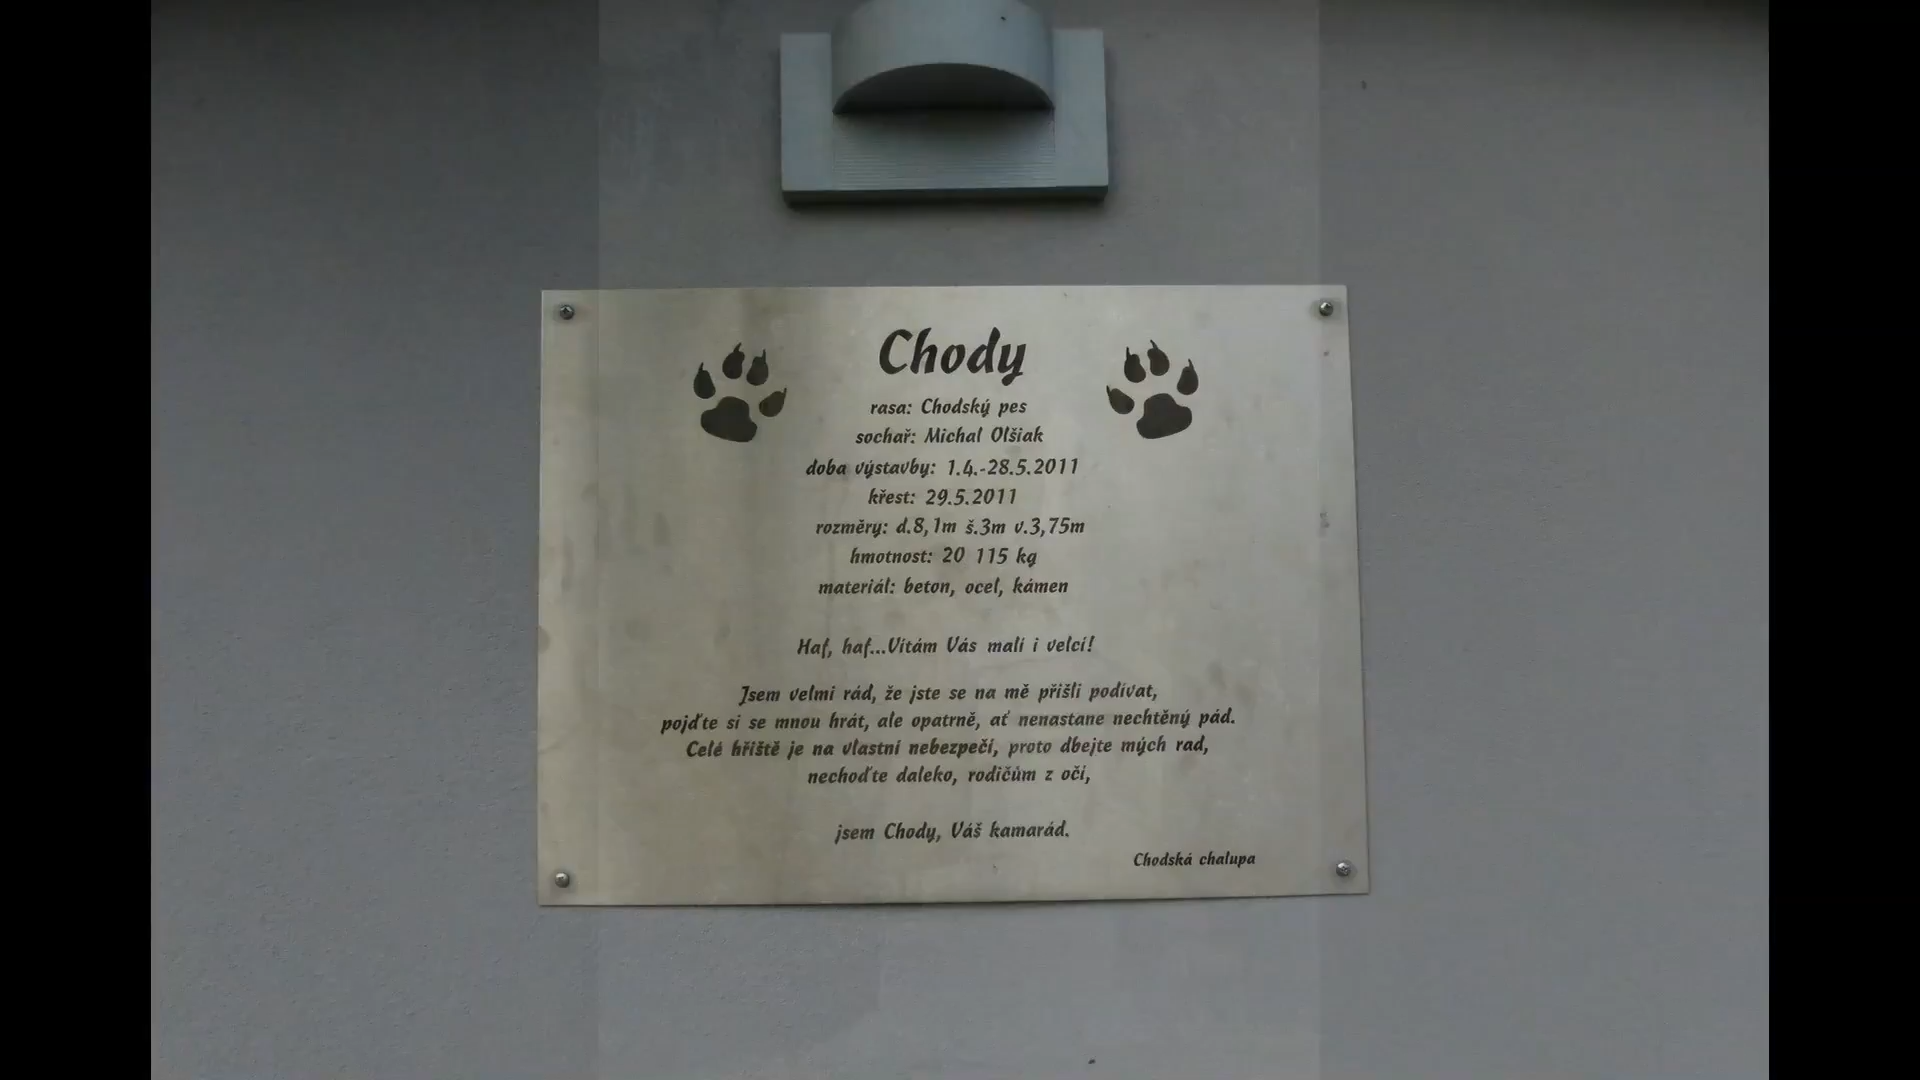 Chody
rasa: Chodský pes
sochař: Michal Olšiak
doba výstavby: 1.4.-28.5.2011
křest: 29.5.2011
rozměry: d.8,1m š.3m v.3,75m
hmotnost: 20 115 kg
materiál: beton, ocel, kámen
Haf, haf...Vítám Vás malí i velcí!
Jsem velmi rád, že jste se na mě přišli podívat,
pojďte si se mnou hrát, ale opatrně, ať nenastane nechtěný pád.
Celé hřiště je na vlastní nebezpečí, proto dbejte mých rad,
nechoďte daleko, rodičům z očí,
jsem Chody, Váš kamarád.
Chodská chalupa